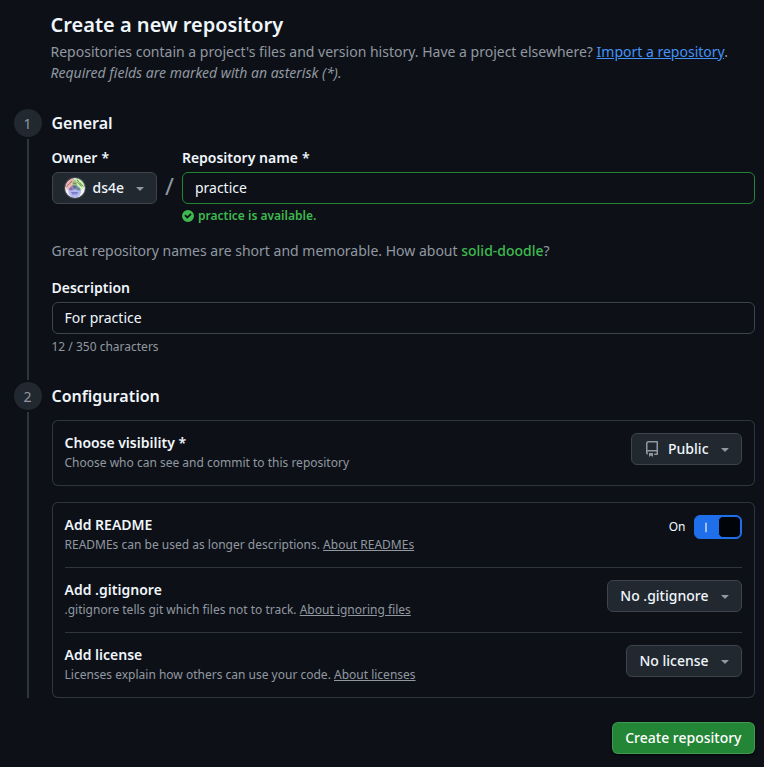 Create a new repository
Repositories contain a project's files and version history. Have a project elsewhere? Import a repository.
Required fields are marked with an asterisk (*).
1 General
Owner * Repository name *
ds4e / practice
practice is available.
Great repository names are short and memorable. How about solid-doodle?
Description
For practice
12 / 350 characters
2 Configuration
Choose visibility *
Choose who can see and commit to this repository
Public
Add README
READMEs can be used as longer descriptions. About READMEs
On
Add .gitignore
.gitignore tells git which files not to track. About ignoring files
No .gitignore
Add license
Licenses explain how others can use your code. About licenses
No license
Create repository